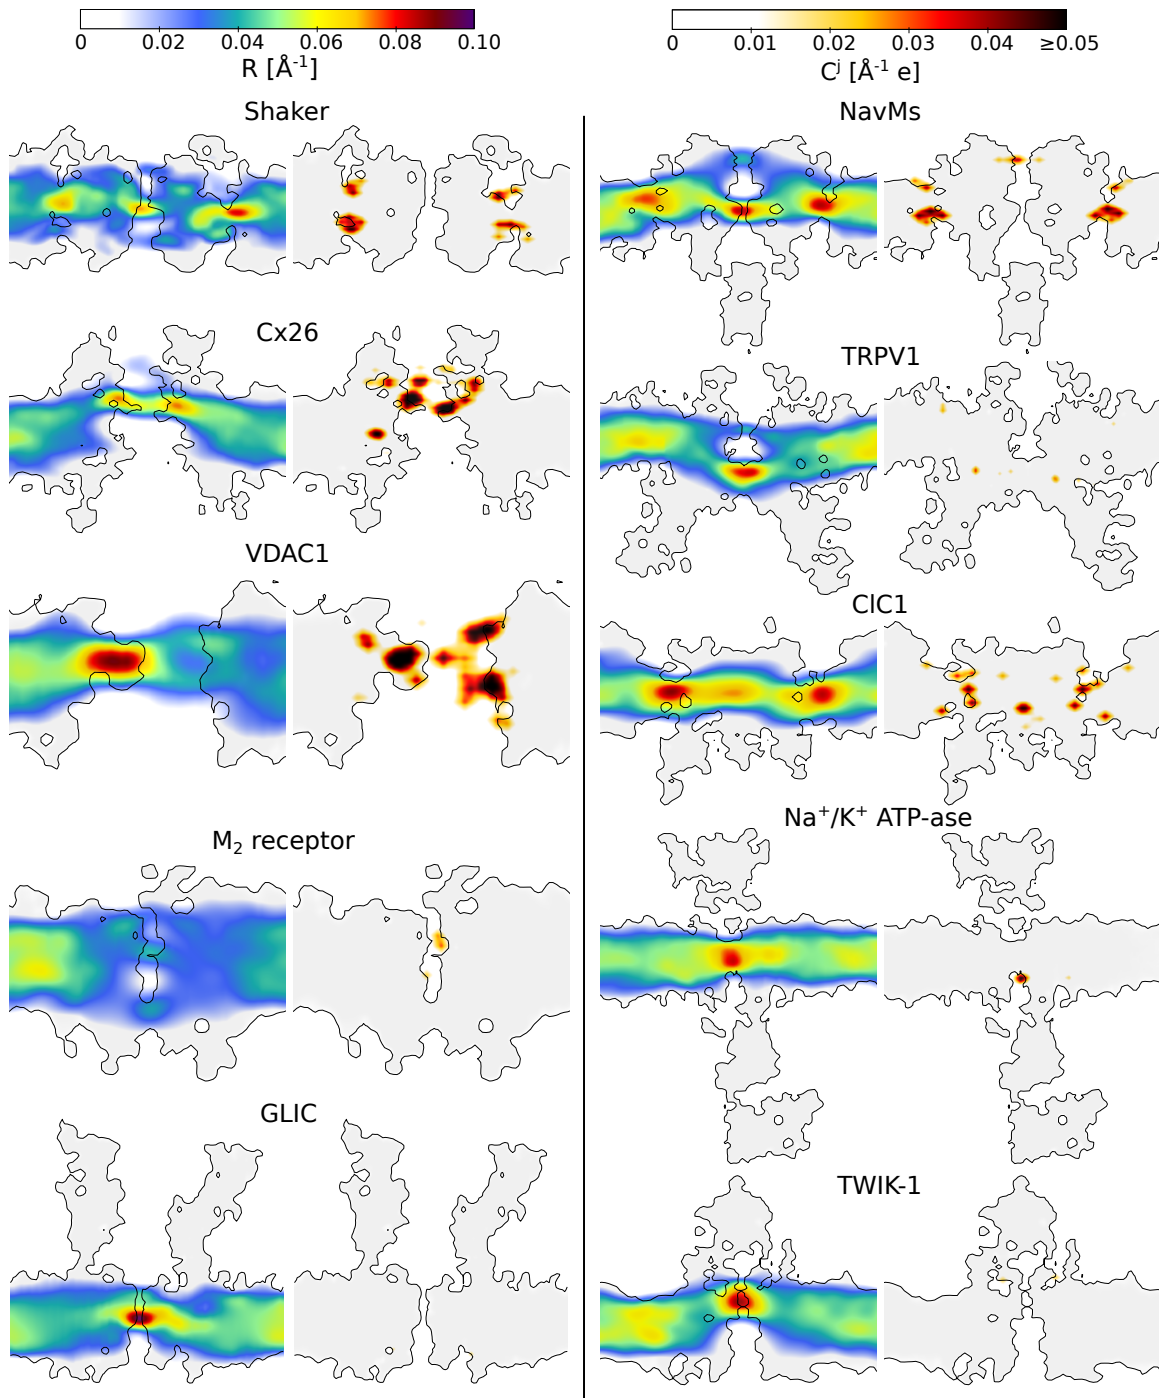 0 0.02 0.04 0.06 0.08 0.10
R [Å⁻¹]
0 0.01 0.02 0.03 0.04 ≥0.05
Cʲ [Å⁻¹ e]
Shaker
Cx26
VDAC1
M₂ receptor
GLIC
NavMs
TRPV1
ClC1
Na⁺/K⁺ ATP-ase
TWIK-1